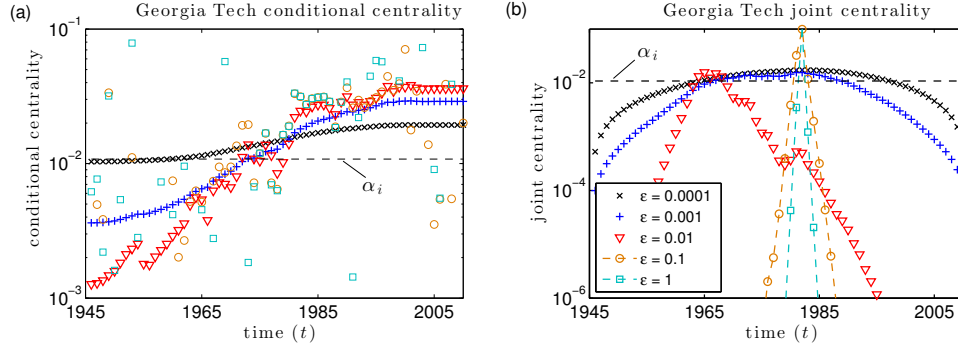 (a)
Georgia Tech conditional centrality
10⁻¹
10⁻²
10⁻³
conditional centrality
αᵢ
1945 1965 1985 2005
time (t)
(b)
Georgia Tech joint centrality
10⁻²
10⁻⁴
10⁻⁶
joint centrality
αᵢ
ε = 0.0001
ε = 0.001
ε = 0.01
ε = 0.1
ε = 1
1945 1965 1985 2005
time (t)